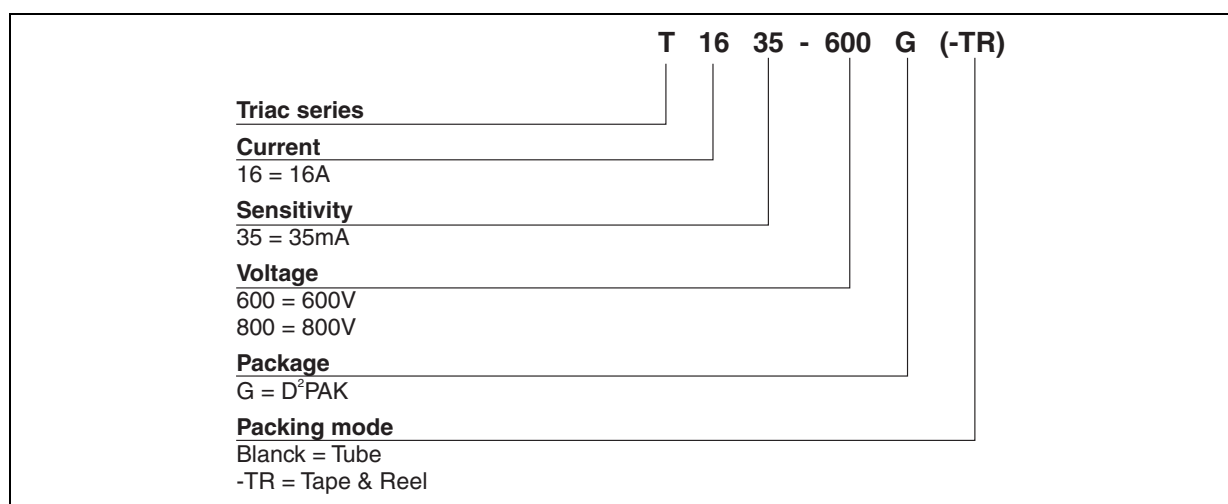 T 16 35 - 600 G (-TR)
Triac series
Current
16 = 16A
Sensitivity
35 = 35mA
Voltage
600 = 600V
800 = 800V
Package
G = D²PAK
Packing mode
Blanck = Tube
-TR = Tape & Reel